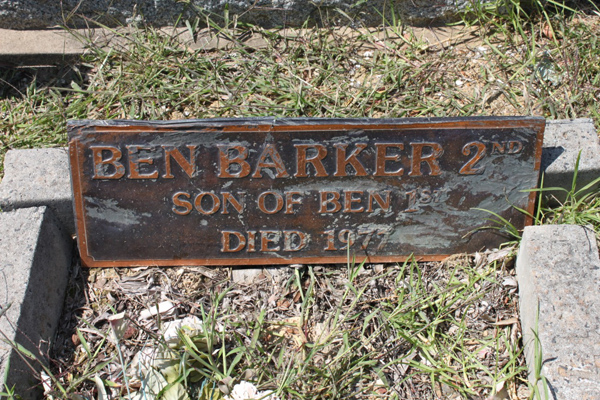 BEN BARKER 2ND
SON OF BEN 1ST
DIED 1977